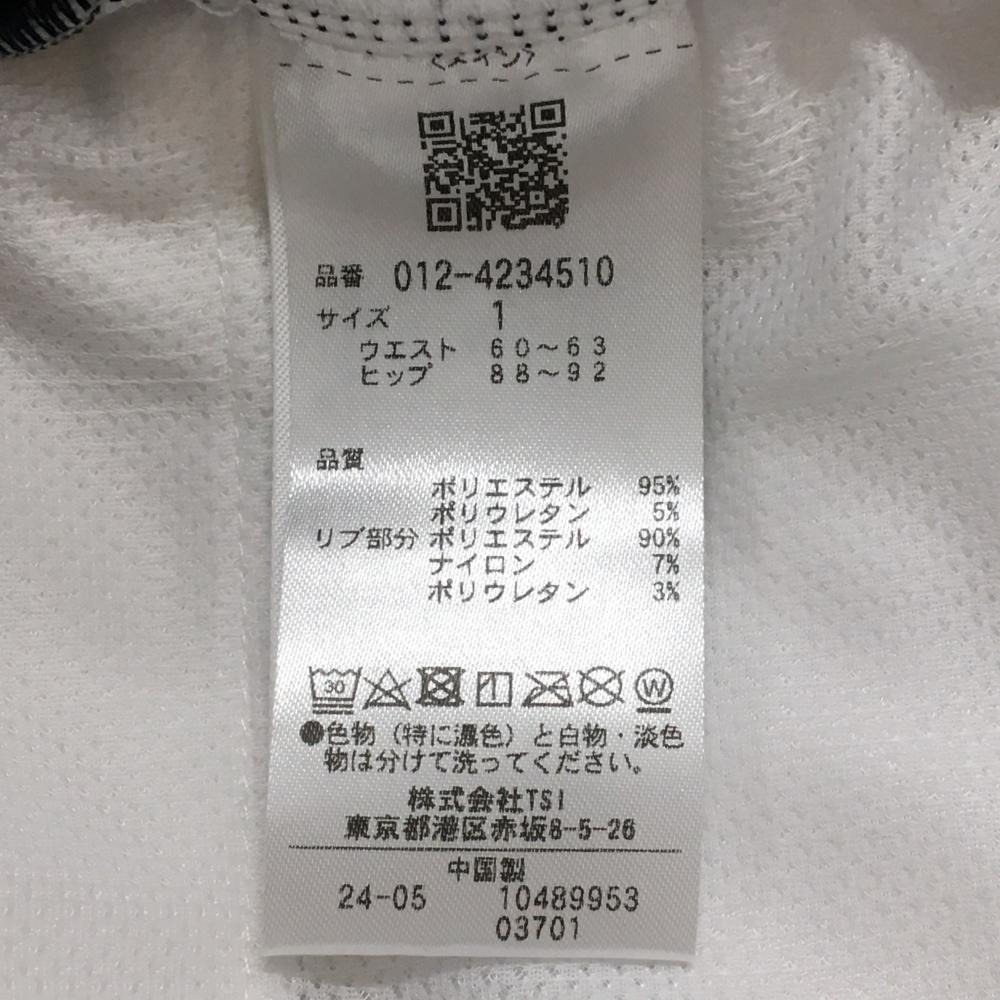 〈メイン〉
品番 012-4234510
サイズ 1
ウエスト 60〜63
ヒップ 88〜92
品質
ポリエステル 95%
ポリウレタン 5%
リブ部分 ポリエステル 90%
ナイロン 7%
ポリウレタン 3%
30 W
●色物（特に濃色）と白物・淡色
物は分けて洗ってください。
株式会社TSI
東京都港区赤坂8-5-26
中国製
24-05 10489953
03701